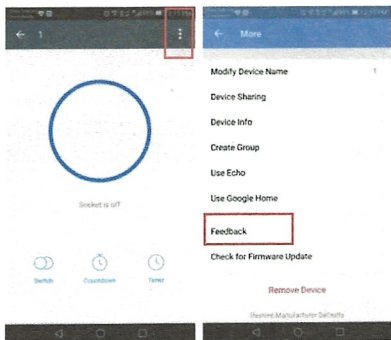 1
Socket is off
Switch
Countdown
Timer
More
Modify Device Name 1
Device Sharing
Device Info
Create Group
Use Echo
Use Google Home
Feedback
Check for Firmware Update
Remove Device
Restore Manufacturer Defaults